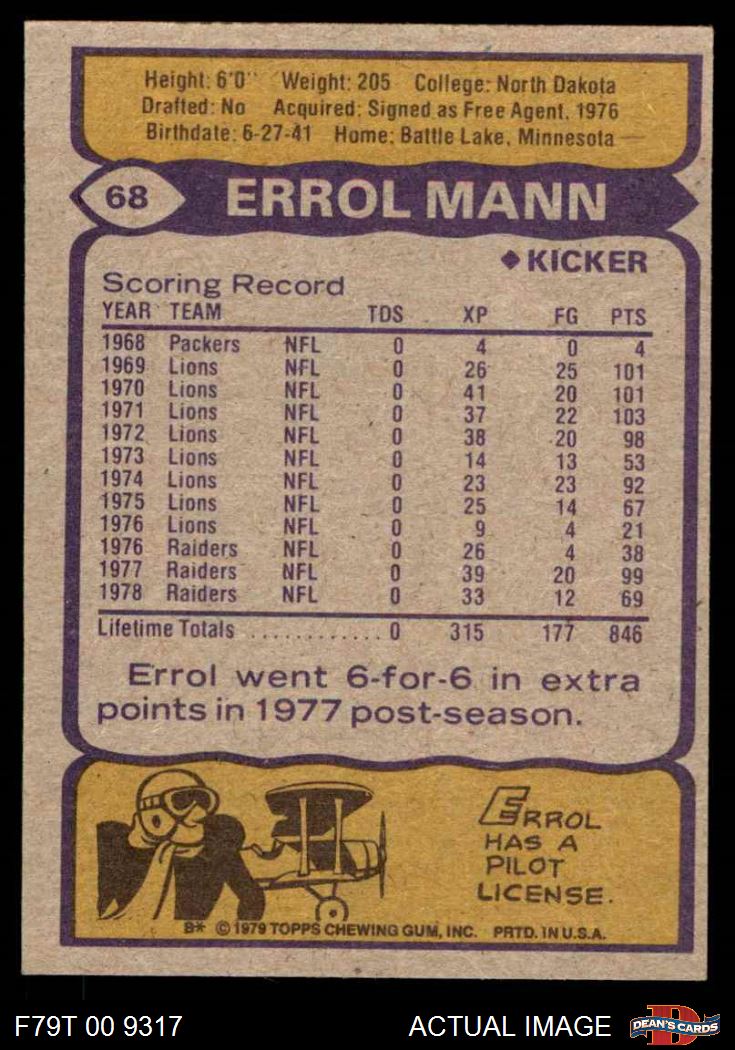 Height: 6'0" Weight: 205 College: North Dakota
Drafted: No Acquired: Signed as Free Agent, 1976
Birthdate: 6-27-41 Home: Battle Lake, Minnesota
68 ERROL MANN
◆ KICKER
Scoring Record
YEAR TEAM TDS XP FG PTS
1968 Packers NFL 0 4 0 4
1969 Lions NFL 0 26 25 101
1970 Lions NFL 0 41 20 101
1971 Lions NFL 0 37 22 103
1972 Lions NFL 0 38 20 98
1973 Lions NFL 0 14 13 53
1974 Lions NFL 0 23 23 92
1975 Lions NFL 0 25 14 67
1976 Lions NFL 0 9 4 21
1976 Raiders NFL 0 26 4 38
1977 Raiders NFL 0 39 20 99
1978 Raiders NFL 0 33 12 69
Lifetime Totals ............ 0 315 177 846
Errol went 6-for-6 in extra
points in 1977 post-season.
ERROL
HAS A
PILOT
LICENSE.
B* © 1979 TOPPS CHEWING GUM, INC. PRTD. IN U.S.A.
F79T 00 9317 ACTUAL IMAGE D DEAN'S CARDS